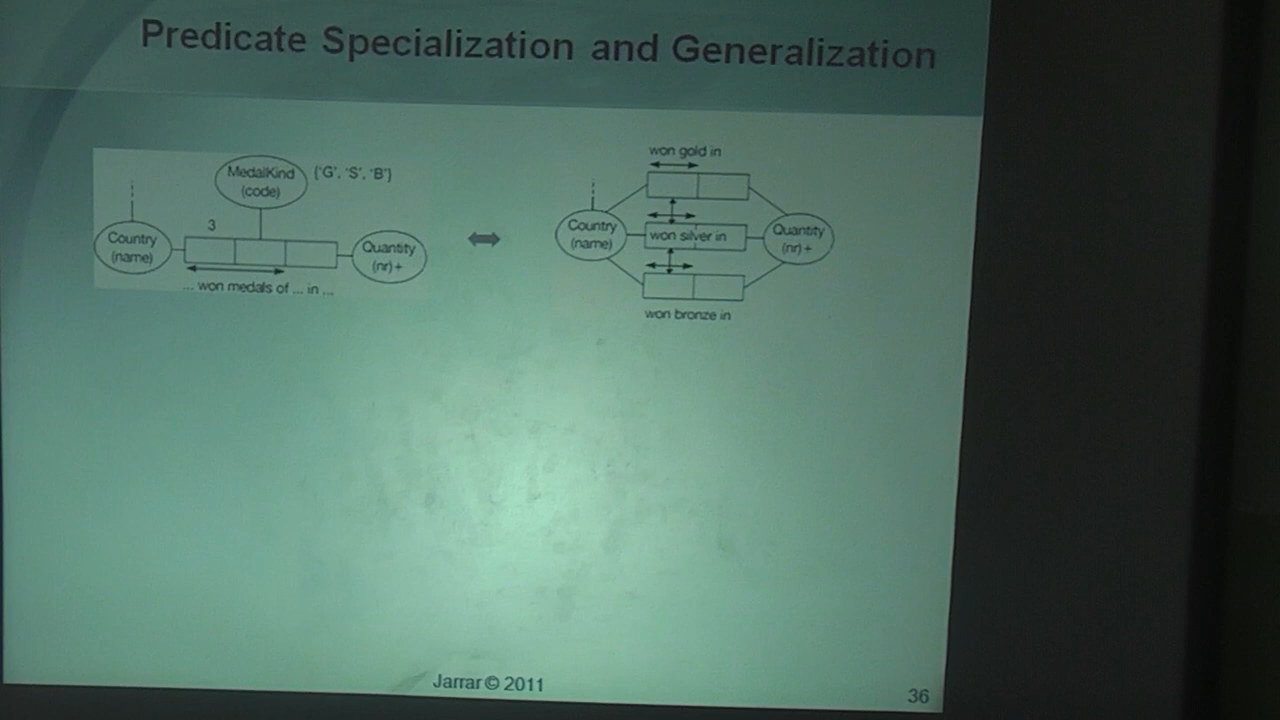 Predicate Specialization and Generalization
MedalKind
(code)
{'G', 'S', 'B'}
3
Country
(name)
Quantity
(nr)+
... won medals of ... in ...
won gold in
Country
(name)
won silver in
Quantity
(nr)+
won bronze in
Jarrar © 2011
36